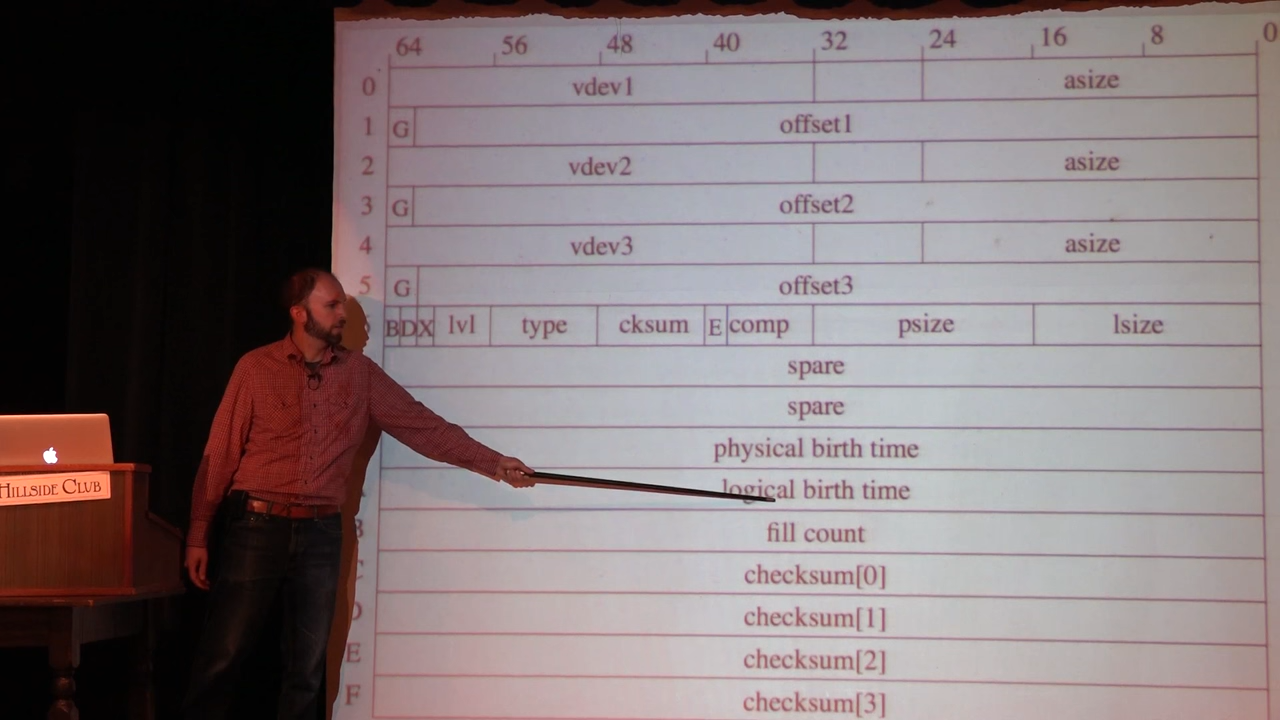 64 56 48 40 32 24 16 8 0
0 vdev1 asize
1 G offset1
2 vdev2 asize
3 G offset2
4 vdev3 asize
5 G offset3
B D X lvl type cksum E comp psize lsize
spare
spare
physical birth time
logical birth time
fill count
checksum[0]
checksum[1]
E checksum[2]
F checksum[3]
HILLSIDE CLUB